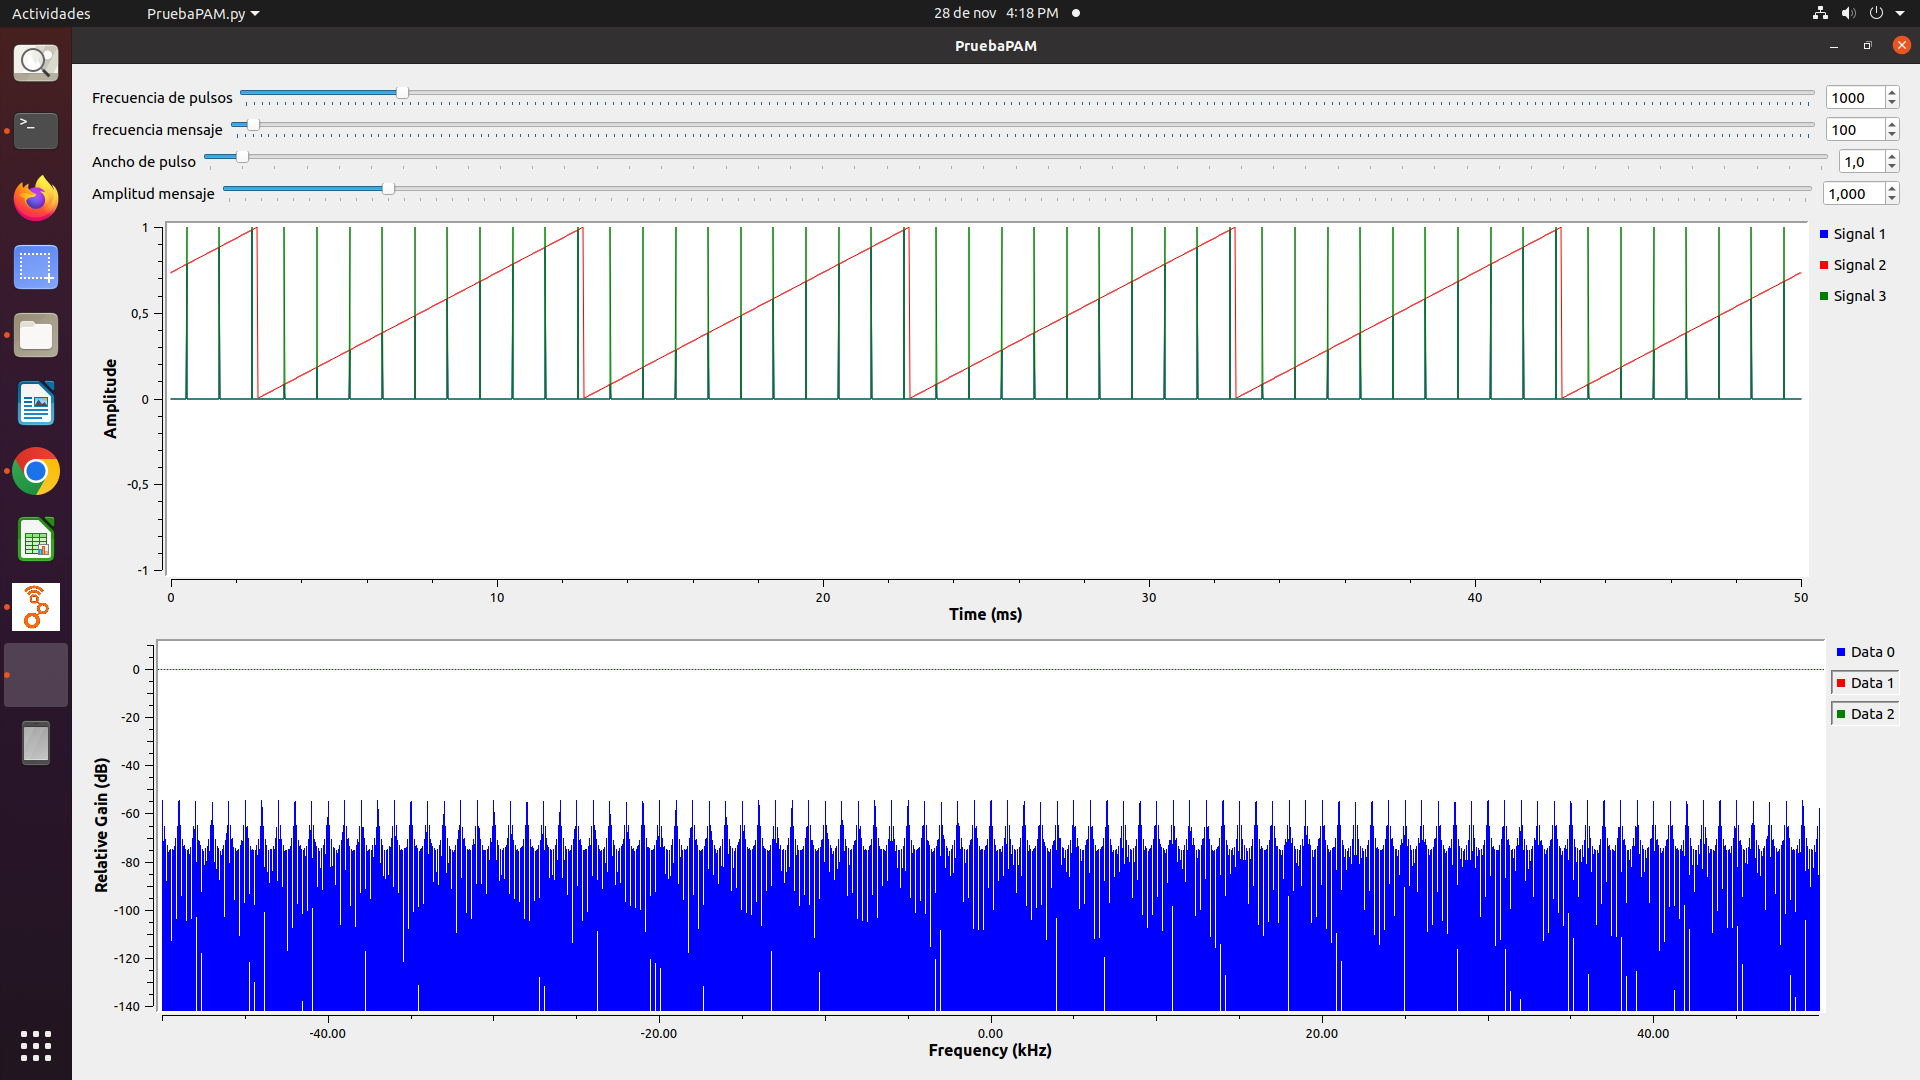 Actividades PruebaPAM.py 28 de nov 4:18 PM
PruebaPAM
Frecuencia de pulsos 1000
frecuencia mensaje 100
Ancho de pulso 1,0
Amplitud mensaje 1,000
1
0,5
0
-0,5
-1
Amplitude
0 10 20 30 40 50
Time (ms)
Signal 1
Signal 2
Signal 3
0
-20
-40
-60
-80
-100
-120
-140
Relative Gain (dB)
-40.00 -20.00 0.00 20.00 40.00
Frequency (kHz)
Data 0
Data 1
Data 2